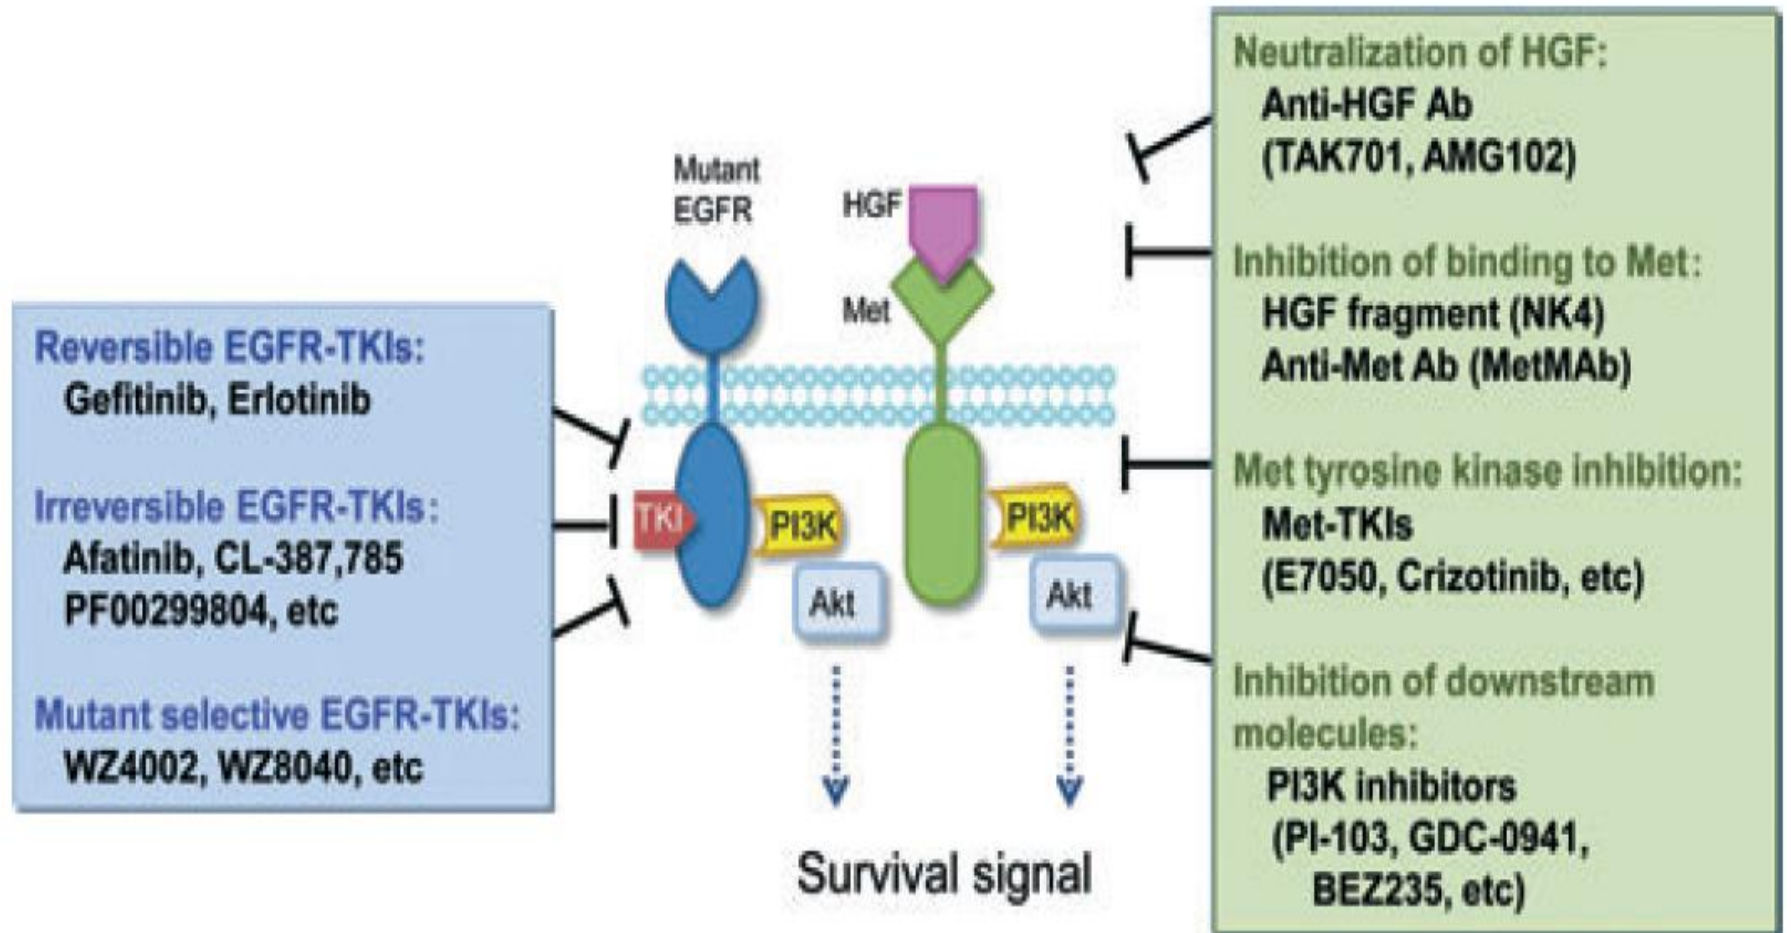 Mutant
EGFR
HGF
Met
Reversible EGFR-TKIs:
Gefitinib, Erlotinib
Irreversible EGFR-TKIs:
Afatinib, CL-387,785
PF00299804, etc
Mutant selective EGFR-TKIs:
WZ4002, WZ8040, etc
TKI
PI3K
Akt
PI3K
Akt
Survival signal
Neutralization of HGF:
Anti-HGF Ab
(TAK701, AMG102)
Inhibition of binding to Met:
HGF fragment (NK4)
Anti-Met Ab (MetMAb)
Met tyrosine kinase inhibition:
Met-TKIs
(E7050, Crizotinib, etc)
Inhibition of downstream
molecules:
PI3K inhibitors
(PI-103, GDC-0941,
BEZ235, etc)